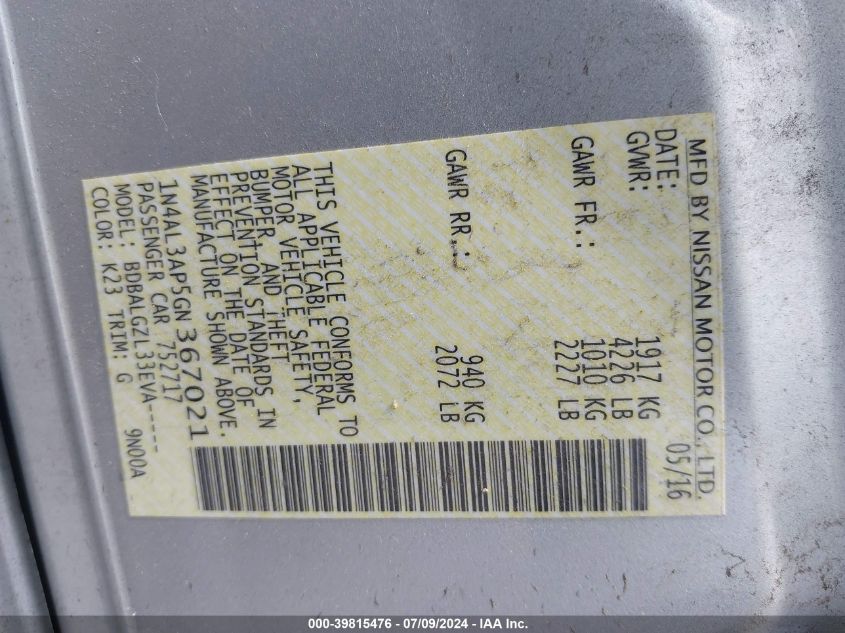 MFD BY NISSAN MOTOR CO., LTD.
DATE: 05/16
GVWR: 1917 KG
4226 LB
GAWR FR.: 1010 KG
2227 LB
GAWR RR.: 940 KG
2072 LB
THIS VEHICLE CONFORMS TO
ALL APPLICABLE FEDERAL
MOTOR VEHICLE SAFETY,
BUMPER, AND THEFT
PREVENTION STANDARDS IN
EFFECT ON THE DATE OF
MANUFACTURE SHOWN ABOVE.
1N4AL3AP5GN367021
PASSENGER CAR 752717
MODEL: BDBALGZL33EVA-----
COLOR: K23 TRIM: G 9N00A
000-39815476 - 07/09/2024 - IAA Inc.